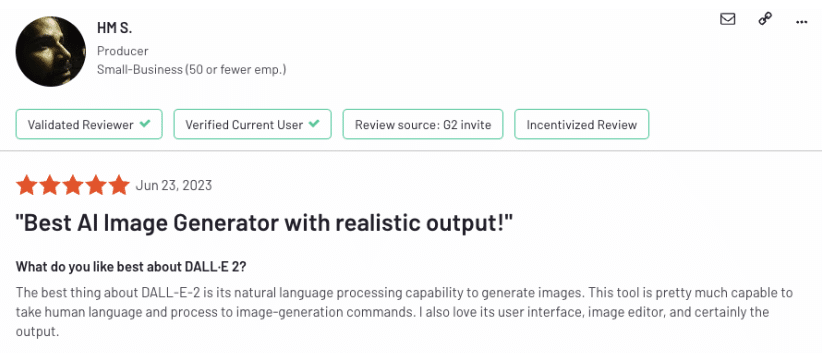 HM S.
Producer
Small-Business (50 or fewer emp.)
Validated Reviewer
Verified Current User
Review source: G2 invite
Incentivized Review
Jun 23, 2023
"Best AI Image Generator with realistic output!"
What do you like best about DALL·E 2?
The best thing about DALL-E-2 is its natural language processing capability to generate images. This tool is pretty much capable to
take human language and process to image-generation commands. I also love its user interface, image editor, and certainly the
output.